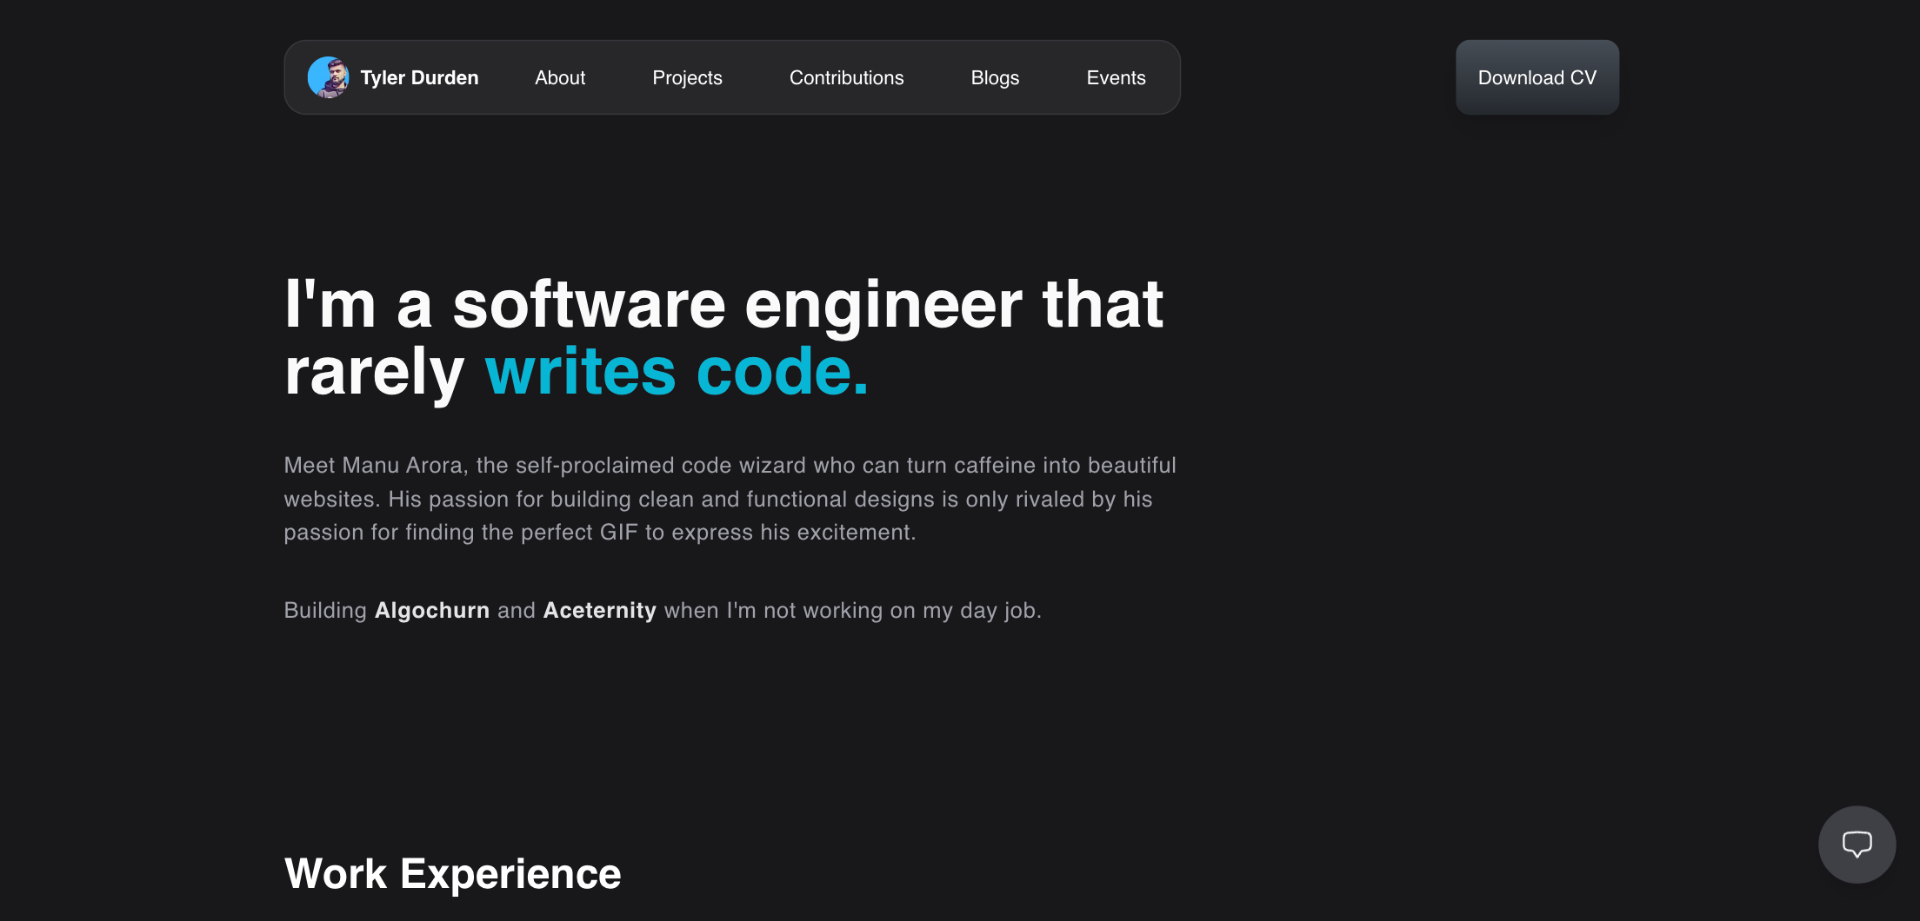 Tyler Durden About Projects Contributions Blogs Events Download CV
I'm a software engineer that
rarely writes code.
Meet Manu Arora, the self-proclaimed code wizard who can turn caffeine into beautiful
websites. His passion for building clean and functional designs is only rivaled by his
passion for finding the perfect GIF to express his excitement.
Building Algochurn and Aceternity when I'm not working on my day job.
Work Experience